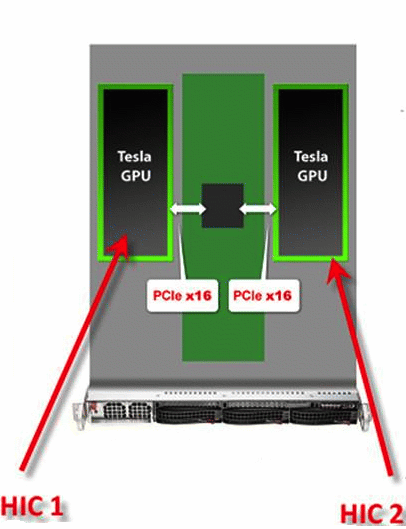 Tesla
GPU
Tesla
GPU
PCIe x16
PCIe x16
HIC 1
HIC 2